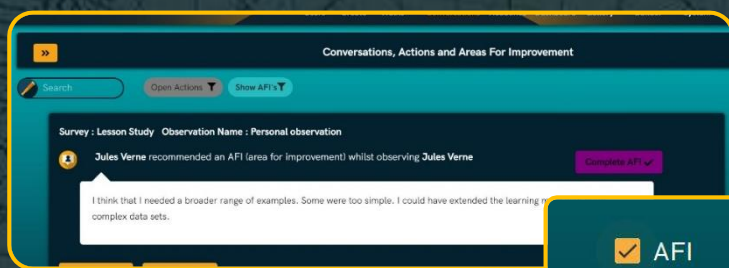 »
Conversations, Actions and Areas For Improvement
Search
Open Actions
Show AFI's
Survey : Lesson Study Observation Name : Personal observation
Jules Verne recommended an AFI (area for improvement) whilst observing Jules Verne
Complete AFI
I think that I needed a broader range of examples. Some were too simple. I could have extended the learning
complex data sets.
AFI